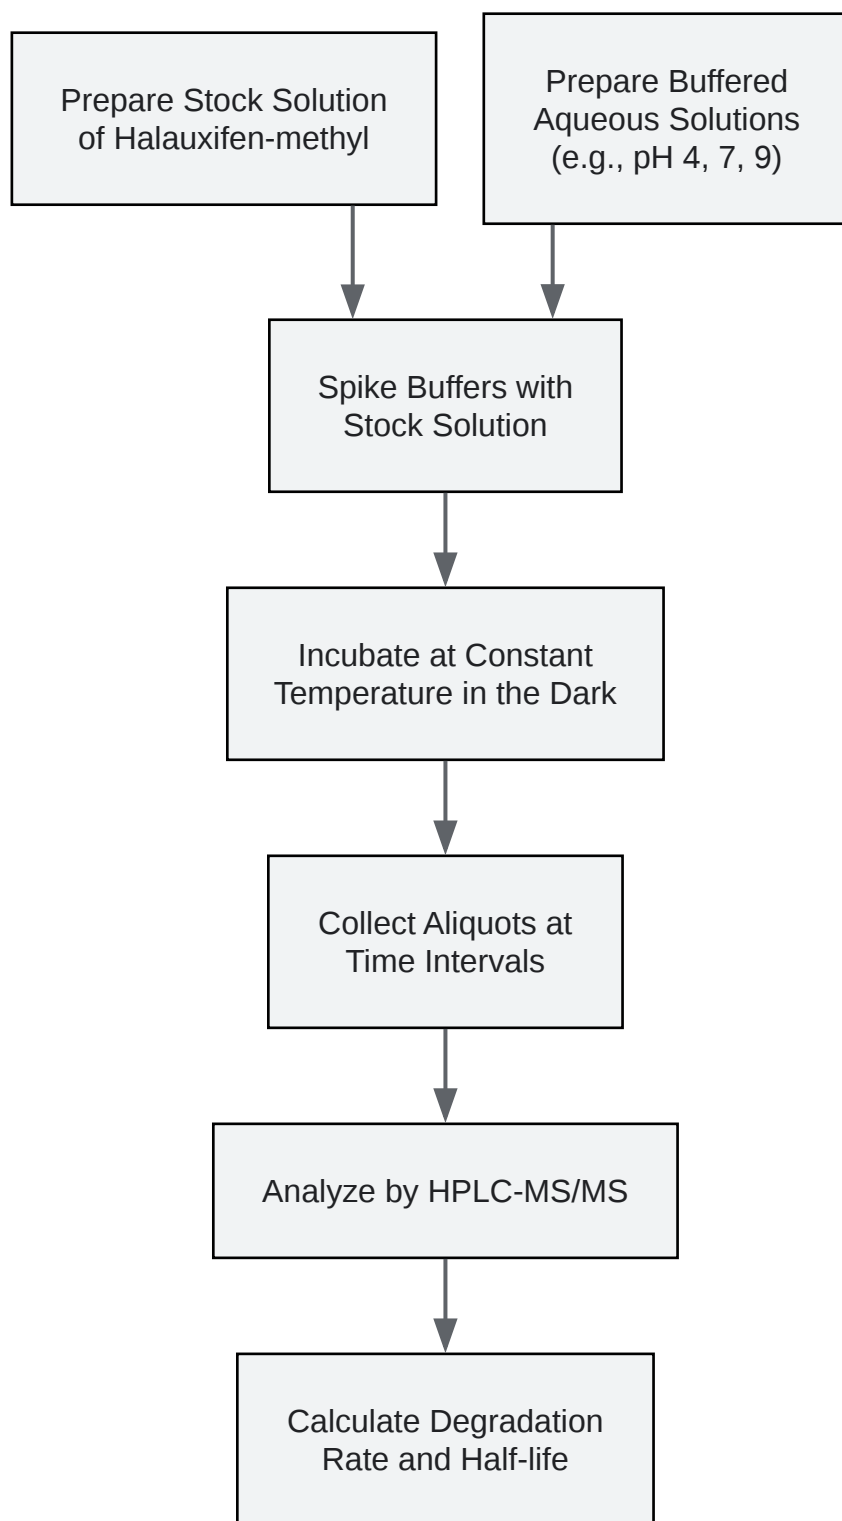 Prepare Stock Solution
of Halauxifen-methyl
Prepare Buffered
Aqueous Solutions
(e.g., pH 4, 7, 9)
Spike Buffers with
Stock Solution
Incubate at Constant
Temperature in the Dark
Collect Aliquots at
Time Intervals
Analyze by HPLC-MS/MS
Calculate Degradation
Rate and Half-life